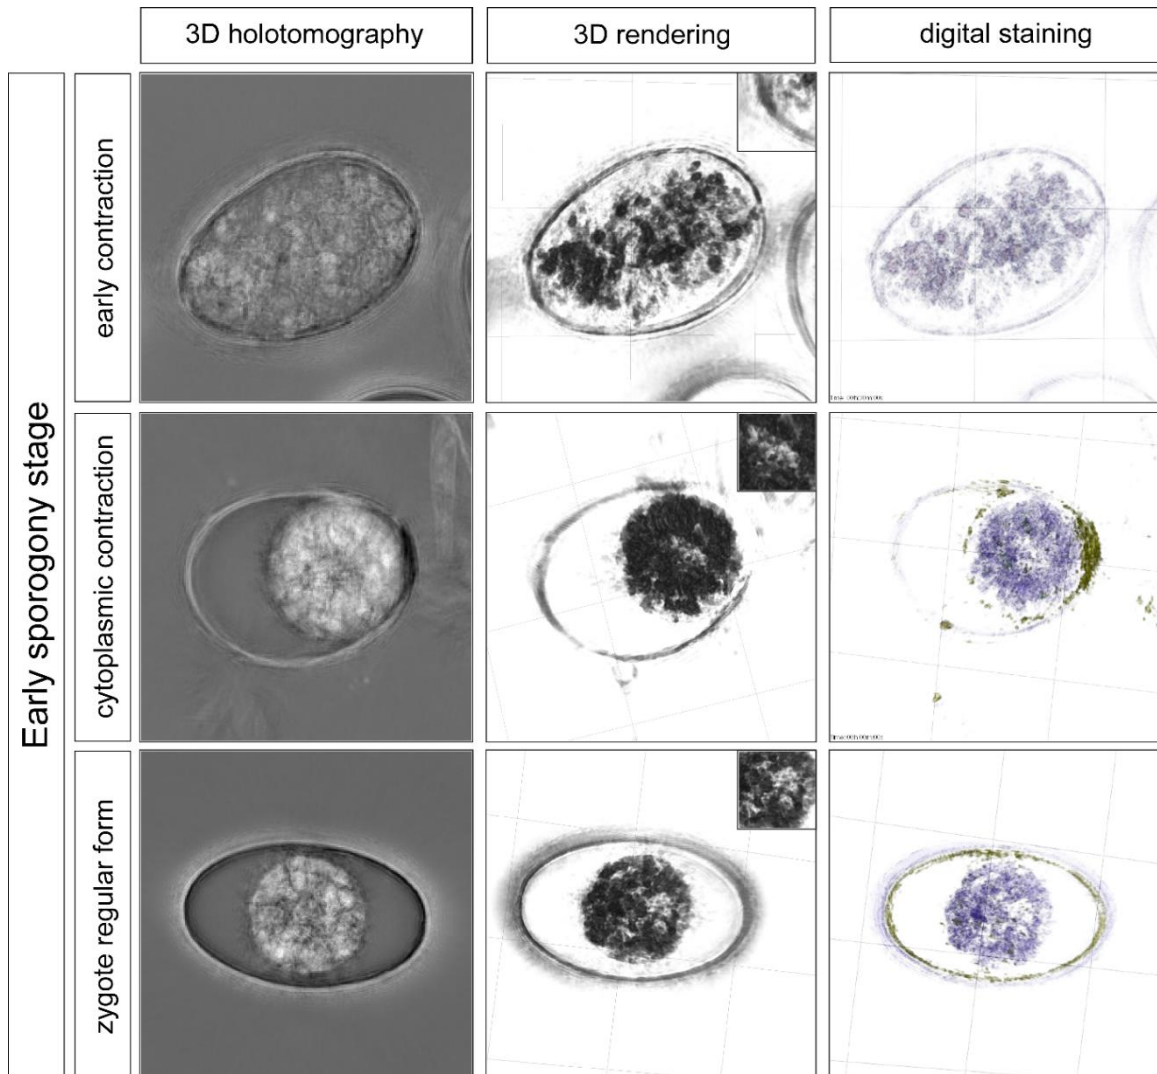 3D holotomography
3D rendering
digital staining
Early sporogony stage
early contraction
cytoplasmic contraction
zygote regular form